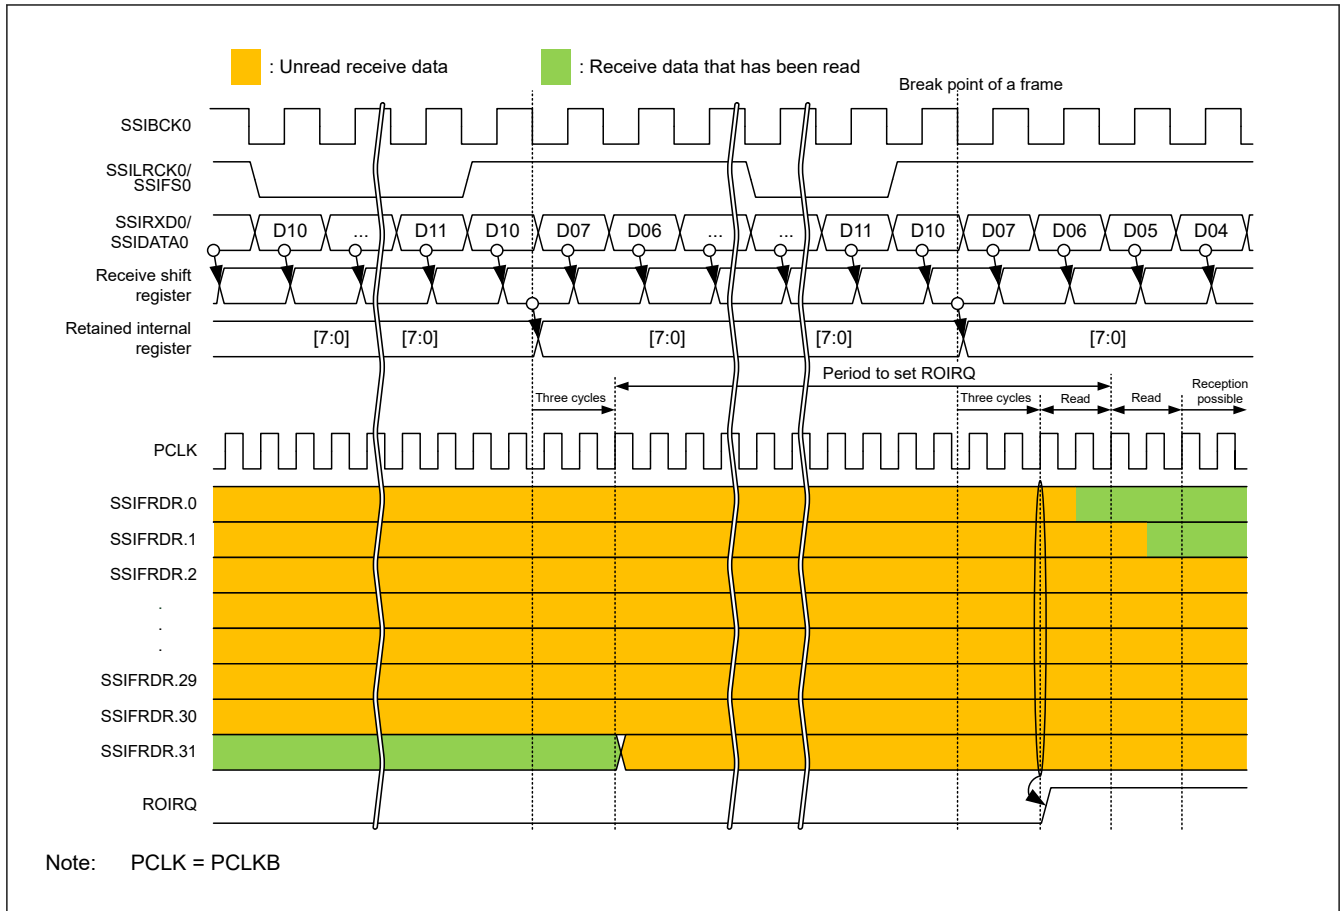 : Unread receive data
: Receive data that has been read
Break point of a frame
SSIBCK0
SSILRCK0/
SSIFS0
SSIRXD0/
SSIDATA0
D10 ... D11 D10 D07 D06 ... ... D11 D10 D07 D06 D05 D04
Receive shift
register
Retained internal
register
[7:0] [7:0] [7:0] [7:0] [7:0]
Period to set ROIRQ
Three cycles
Three cycles
Read
Read
Reception
possible
PCLK
SSIFRDR.0
SSIFRDR.1
SSIFRDR.2
.
.
.
SSIFRDR.29
SSIFRDR.30
SSIFRDR.31
ROIRQ
Note: PCLK = PCLKB